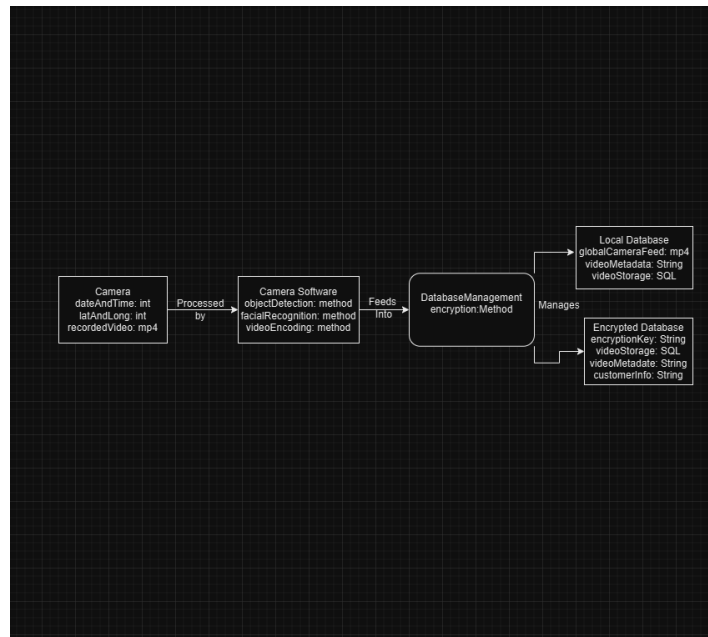 Camera
dateAndTime: int
latAndLong: int
recordedVideo: mp4
Processed
by
Camera Software
objectDetection: method
facialRecognition: method
videoEncoding: method
Feeds
Into
DatabaseManagement
encryption:Method
Manages
Local Database
globalCameraFeed: mp4
videoMetadata: String
videoStorage: SQL
Encrypted Database
encryptionKey: String
videoStorage: SQL
videoMetadate: String
customerInfo: String